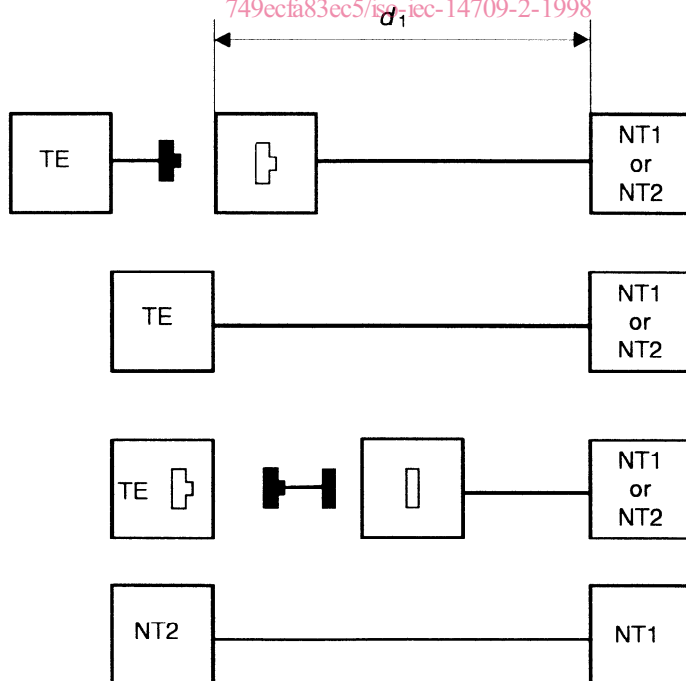 749ecfa83ec5/iso-iec-14709-2-1998
d1
TE
NT1
or
NT2
TE
NT1
or
NT2
TE
NT1
or
NT2
NT2
NT1